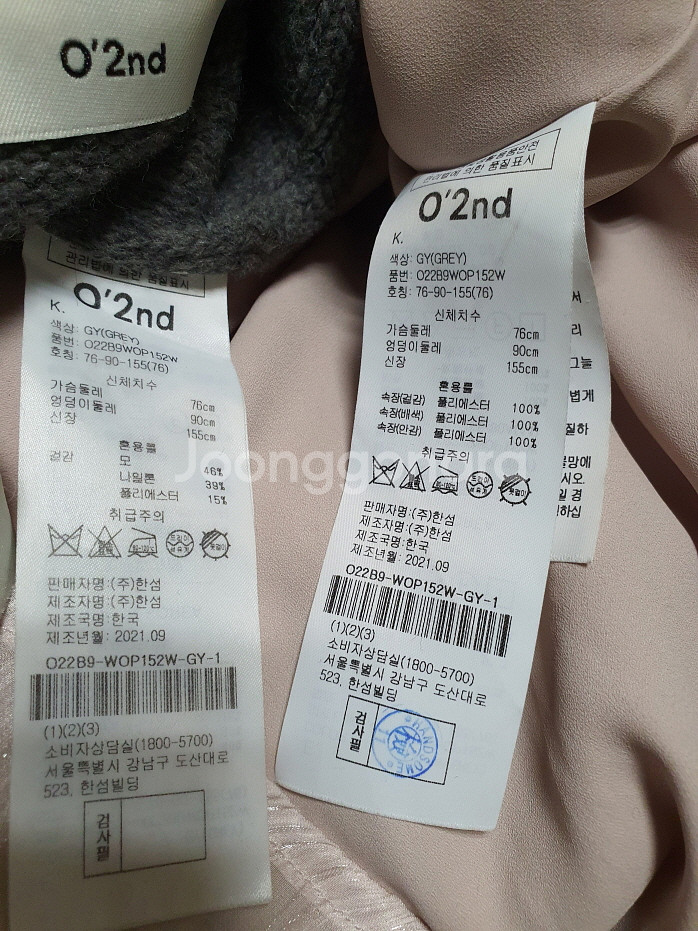 O'2nd
관리법에 의한 품질표시
O'2nd
K.
색상: GY(GREY)
품번: O22B9WOP152W
호칭: 76-90-155(76)
신체치수
가슴둘레 76cm
엉덩이둘레 90cm
신장 155cm
혼용률
겉감 모 46%
나일론 39%
폴리에스터 15%
취급주의
판매자명:(주)한섬
제조자명:(주)한섬
제조국명:한국
제조년월: 2021.09
O22B9-WOP152W-GY-1
(1)(2)(3)
소비자상담실(1800-5700)
서울특별시 강남구 도산대로
523, 한섬빌딩
검사필
관리법에 의한 품질표시
O'2nd
K.
색상: GY(GREY)
품번: O22B9WOP152W
호칭: 76-90-155(76)
신체치수
가슴둘레 76cm
엉덩이둘레 90cm
신장 155cm
혼용률
속장(겉감) 폴리에스터 100%
속장(배색) 폴리에스터 100%
속장(안감) 폴리에스터 100%
취급주의
판매자명:(주)한섬
제조자명:(주)한섬
제조국명:한국
제조년월: 2021.09
O22B9-WOP152W-GY-1
(1)(2)(3)
소비자상담실(1800-5700)
서울특별시 강남구 도산대로
523, 한섬빌딩
검사필
HANDSOME
Joonggonara